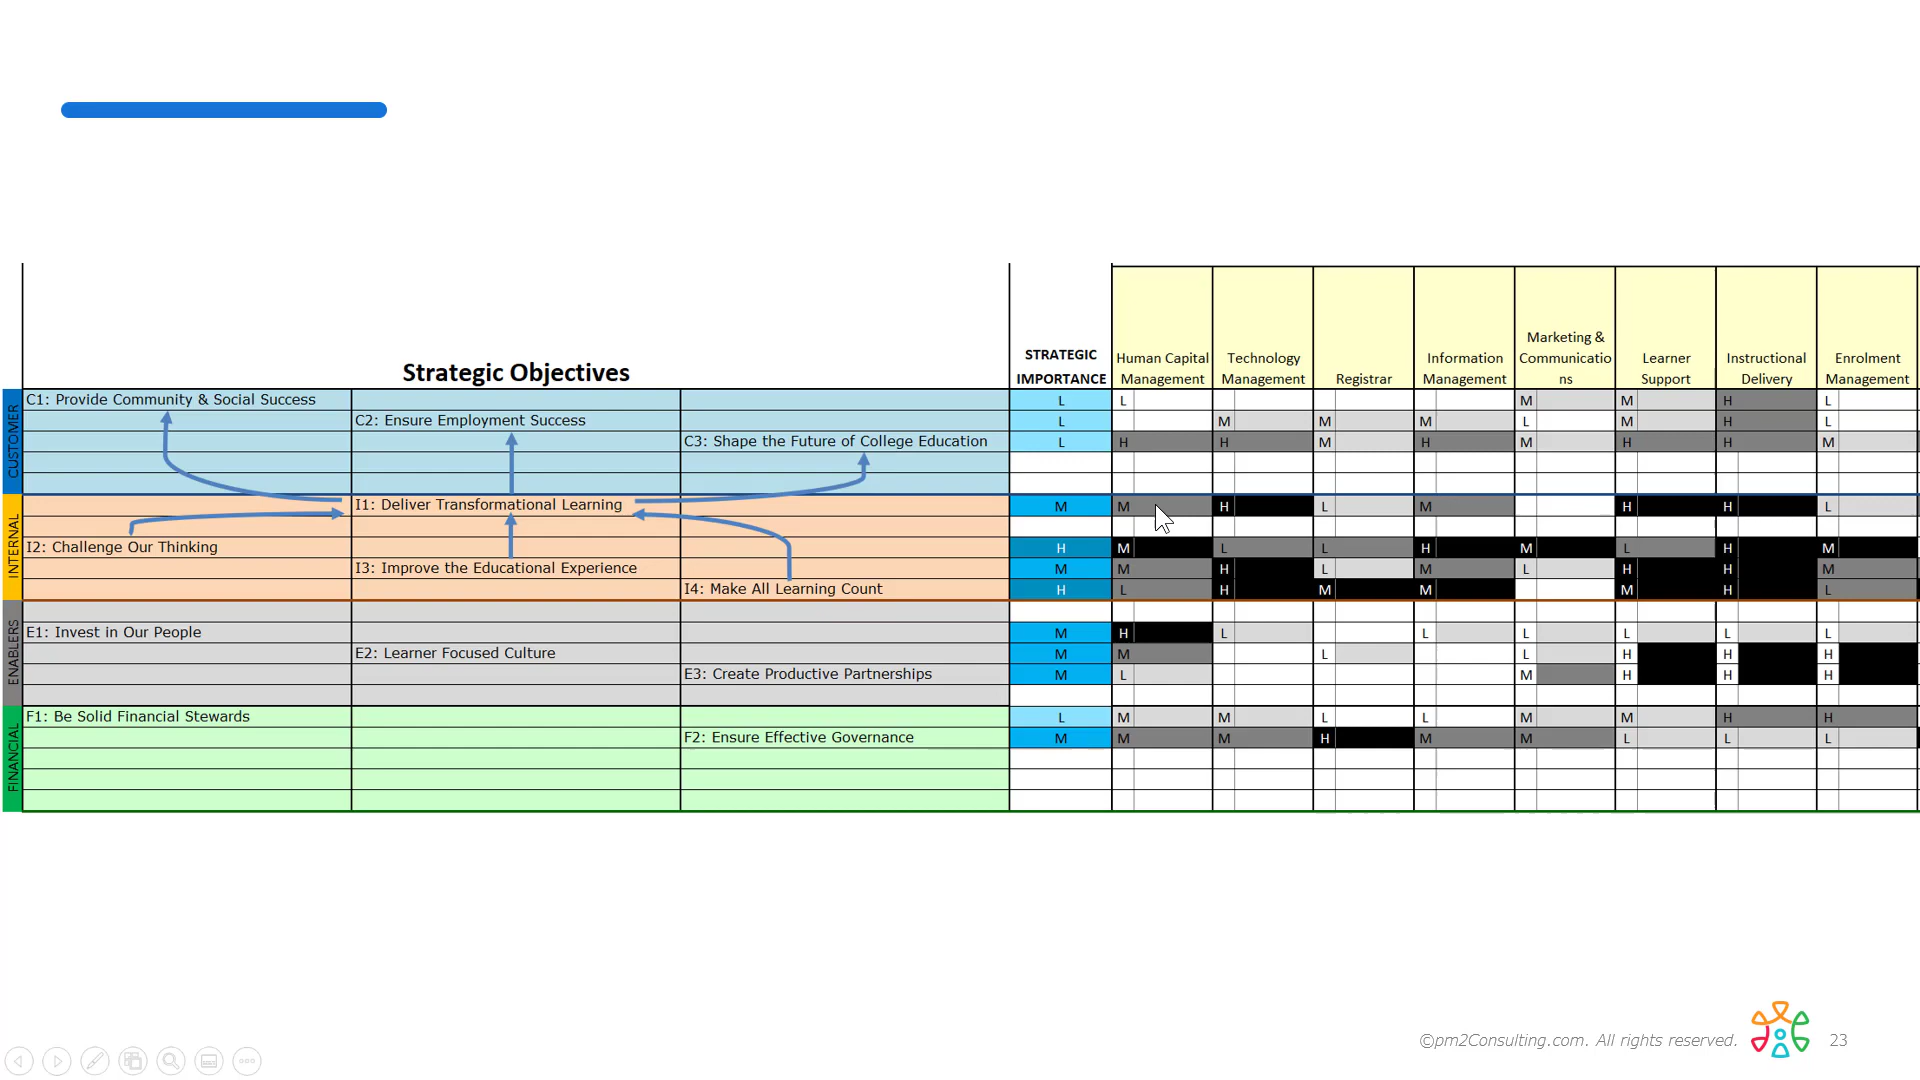 Strategic Objectives
STRATEGIC
IMPORTANCE
Human Capital
Management
Technology
Management
Registrar
Information
Management
Marketing &
Communicatio
ns
Learner
Support
Instructional
Delivery
Enrolment
Management
CUSTOMER
C1: Provide Community & Social Success L L M M H L
C2: Ensure Employment Success L M M M L M H L
C3: Shape the Future of College Education L H H M H M H H M
INTERNAL
I1: Deliver Transformational Learning M M H L M H H L
I2: Challenge Our Thinking H M L L H M L H M
I3: Improve the Educational Experience M M H L M L H H M
I4: Make All Learning Count H L H M M M H L
ENABLERS
E1: Invest in Our People M H L L L L L L
E2: Learner Focused Culture M M L L H H H
E3: Create Productive Partnerships M L M H H H
FINANCIAL
F1: Be Solid Financial Stewards L M M L L M M H H
F2: Ensure Effective Governance M M M H M M L L L
©pm2Consulting.com. All rights reserved. 23